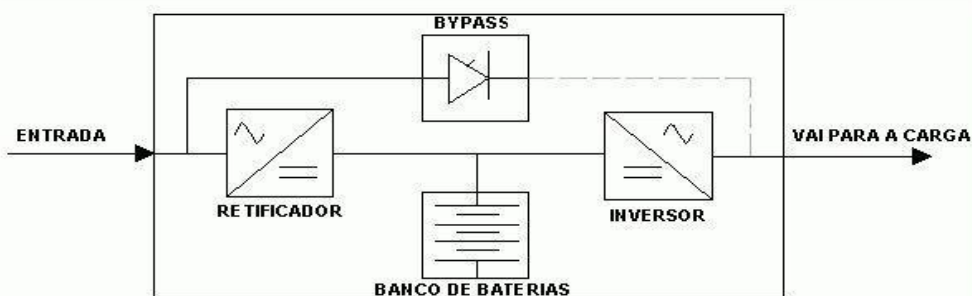 BYPASS
ENTRADA
VAI PARA A CARGA
RETIFICADOR
INVERSOR
BANCO DE BATERIAS